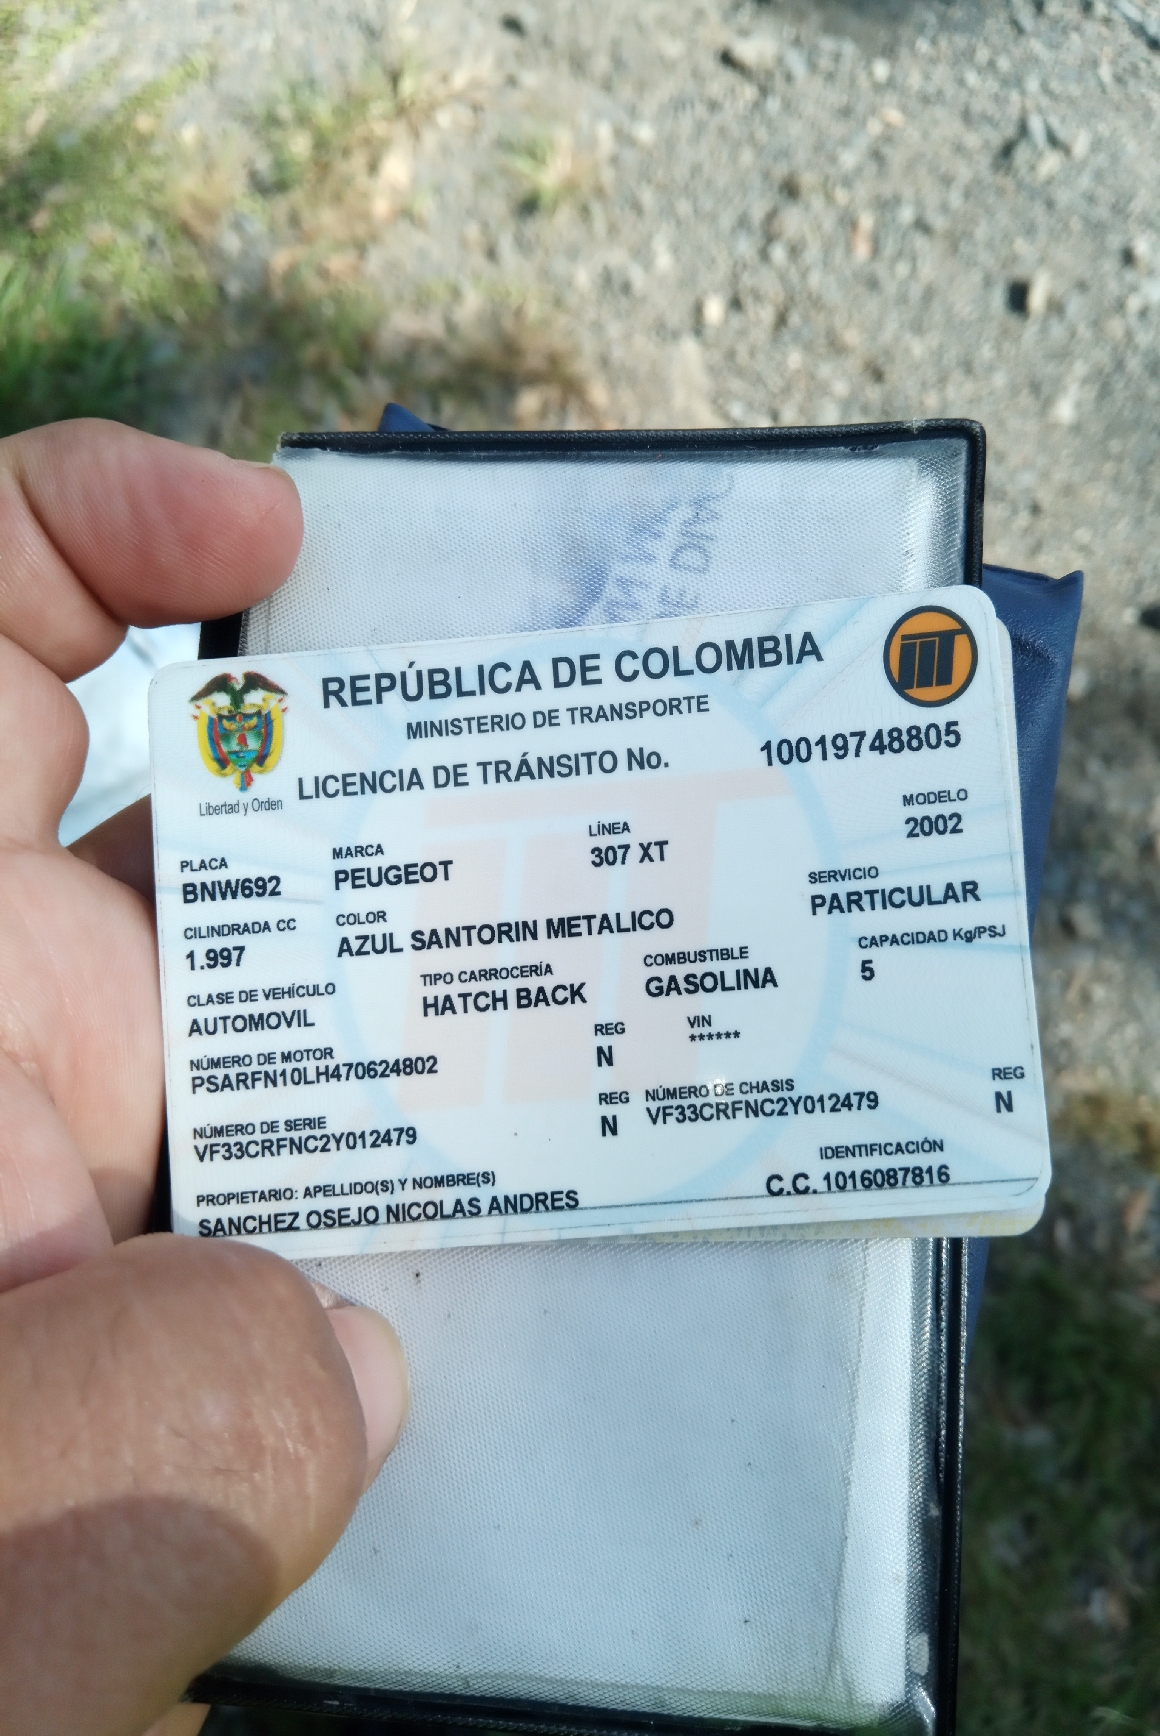 REPÚBLICA DE COLOMBIA
MINISTERIO DE TRANSPORTE
Libertad y Orden
LICENCIA DE TRÁNSITO No. 10019748805
PLACA MARCA LÍNEA MODELO
BNW692 PEUGEOT 307 XT 2002
CILINDRADA CC COLOR SERVICIO
1.997 AZUL SANTORIN METALICO PARTICULAR
CLASE DE VEHÍCULO TIPO CARROCERÍA COMBUSTIBLE CAPACIDAD Kg/PSJ
AUTOMOVIL HATCH BACK GASOLINA 5
NÚMERO DE MOTOR REG VIN
PSARFN10LH470624802 N ******
NÚMERO DE SERIE REG NÚMERO DE CHASIS REG
VF33CRFNC2Y012479 N VF33CRFNC2Y012479 N
PROPIETARIO: APELLIDO(S) Y NOMBRE(S) IDENTIFICACIÓN
SANCHEZ OSEJO NICOLAS ANDRES C.C. 1016087816